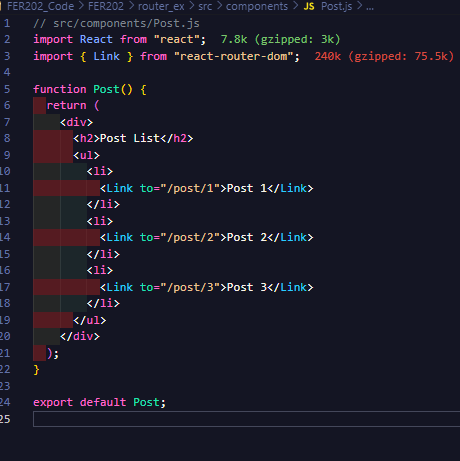 FER202_Code > FER202 > router_ex > src > components > JS Post.js > ...
1 // src/components/Post.js
2 import React from "react"; 7.8k (gzipped: 3k)
3 import { Link } from "react-router-dom"; 240k (gzipped: 75.5k)
4
5 function Post() {
6 return (
7 <div>
8 <h2>Post List</h2>
9 <ul>
10 <li>
11 <Link to="/post/1">Post 1</Link>
12 </li>
13 <li>
14 <Link to="/post/2">Post 2</Link>
15 </li>
16 <li>
17 <Link to="/post/3">Post 3</Link>
18 </li>
19 </ul>
20 </div>
21 );
22 }
23
24 export default Post;
25